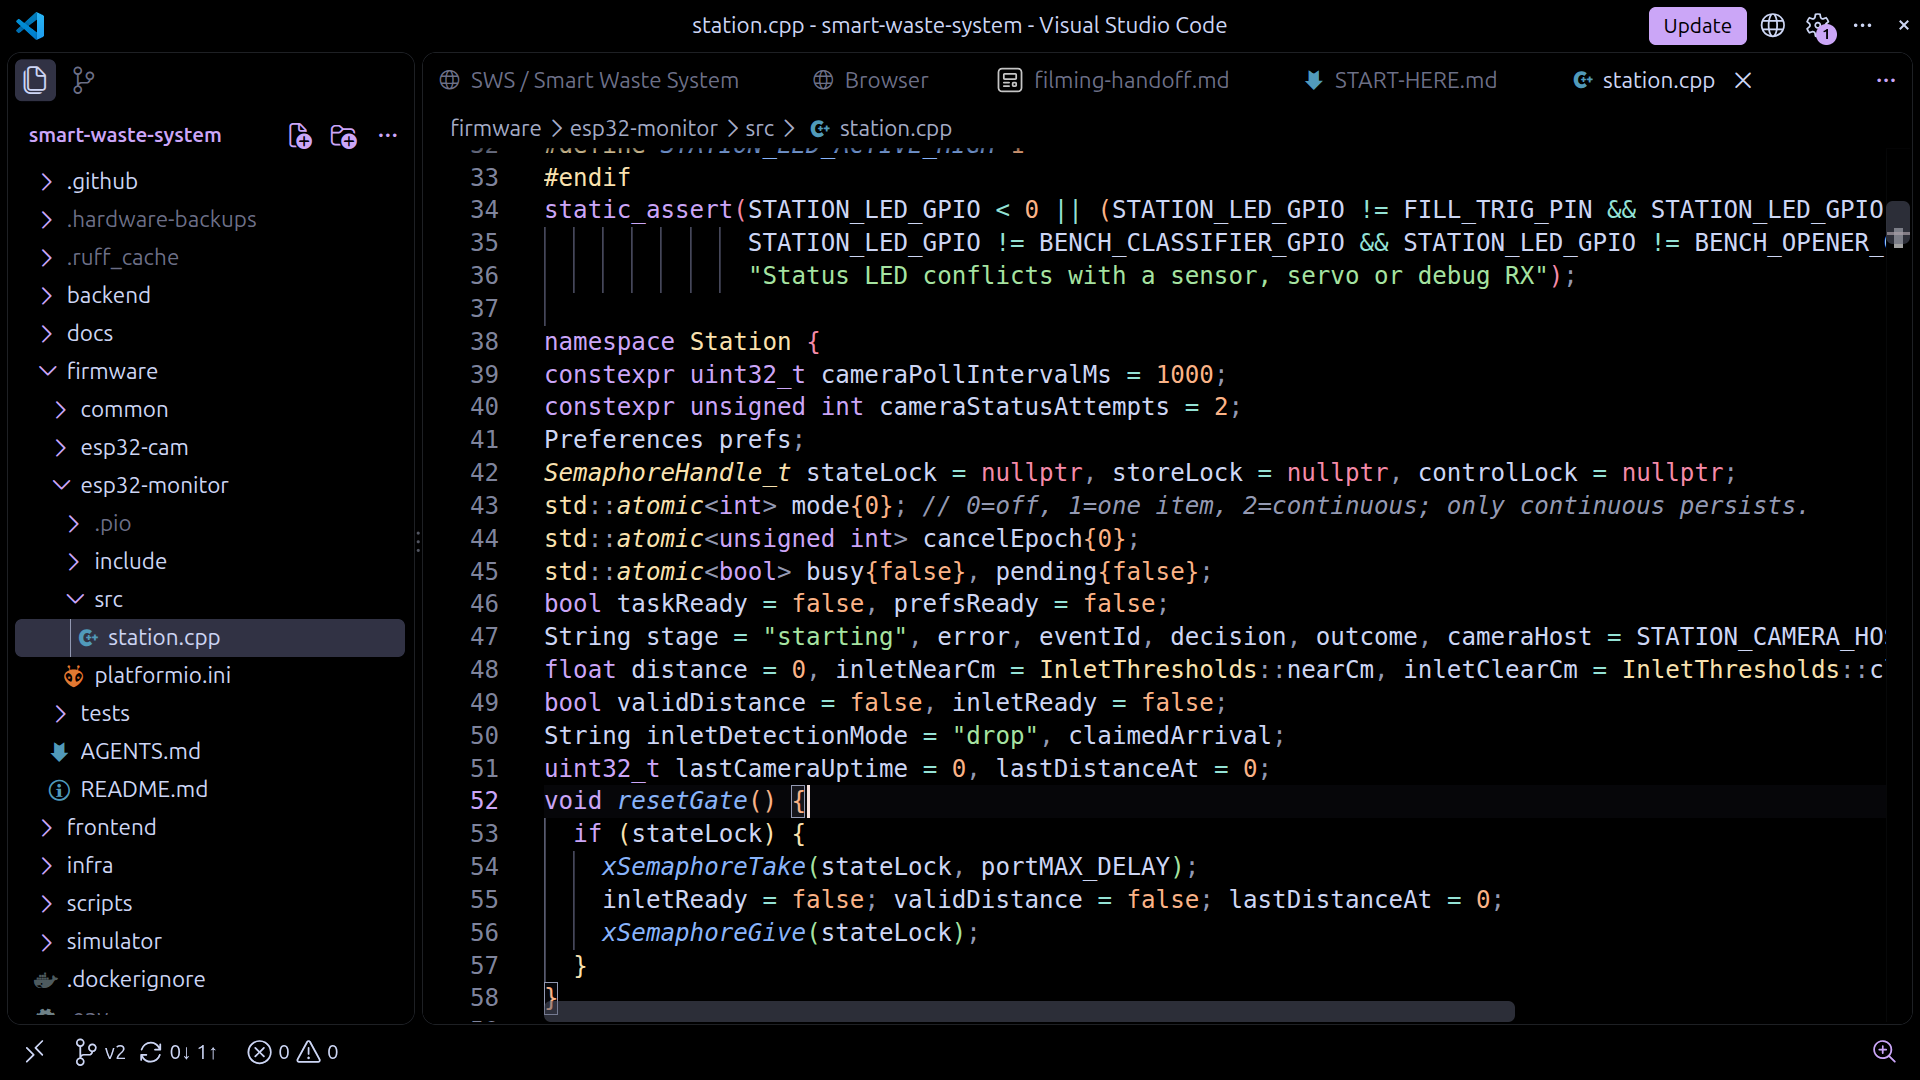 station.cpp - smart-waste-system - Visual Studio Code
Update
1
SWS / Smart Waste System
Browser
filming-handoff.md
START-HERE.md
station.cpp
smart-waste-system
firmware > esp32-monitor > src > station.cpp
.github
.hardware-backups
.ruff_cache
backend
docs
firmware
common
esp32-cam
esp32-monitor
.pio
include
src
station.cpp
platformio.ini
tests
AGENTS.md
README.md
frontend
infra
scripts
simulator
.dockerignore
32 #define STATION_LED_ACTIVE_HIGH 1
33 #endif
34 static_assert(STATION_LED_GPIO < 0 || (STATION_LED_GPIO != FILL_TRIG_PIN && STATION_LED_GPIO
35 STATION_LED_GPIO != BENCH_CLASSIFIER_GPIO && STATION_LED_GPIO != BENCH_OPENER_
36 "Status LED conflicts with a sensor, servo or debug RX");
37
38 namespace Station {
39 constexpr uint32_t cameraPollIntervalMs = 1000;
40 constexpr unsigned int cameraStatusAttempts = 2;
41 Preferences prefs;
42 SemaphoreHandle_t stateLock = nullptr, storeLock = nullptr, controlLock = nullptr;
43 std::atomic<int> mode{0}; // 0=off, 1=one item, 2=continuous; only continuous persists.
44 std::atomic<unsigned int> cancelEpoch{0};
45 std::atomic<bool> busy{false}, pending{false};
46 bool taskReady = false, prefsReady = false;
47 String stage = "starting", error, eventId, decision, outcome, cameraHost = STATION_CAMERA_HO
48 float distance = 0, inletNearCm = InletThresholds::nearCm, inletClearCm = InletThresholds::c
49 bool validDistance = false, inletReady = false;
50 String inletDetectionMode = "drop", claimedArrival;
51 uint32_t lastCameraUptime = 0, lastDistanceAt = 0;
52 void resetGate() {
53 if (stateLock) {
54 xSemaphoreTake(stateLock, portMAX_DELAY);
55 inletReady = false; validDistance = false; lastDistanceAt = 0;
56 xSemaphoreGive(stateLock);
57 }
58 }
v2 0↓ 1↑ 0 0